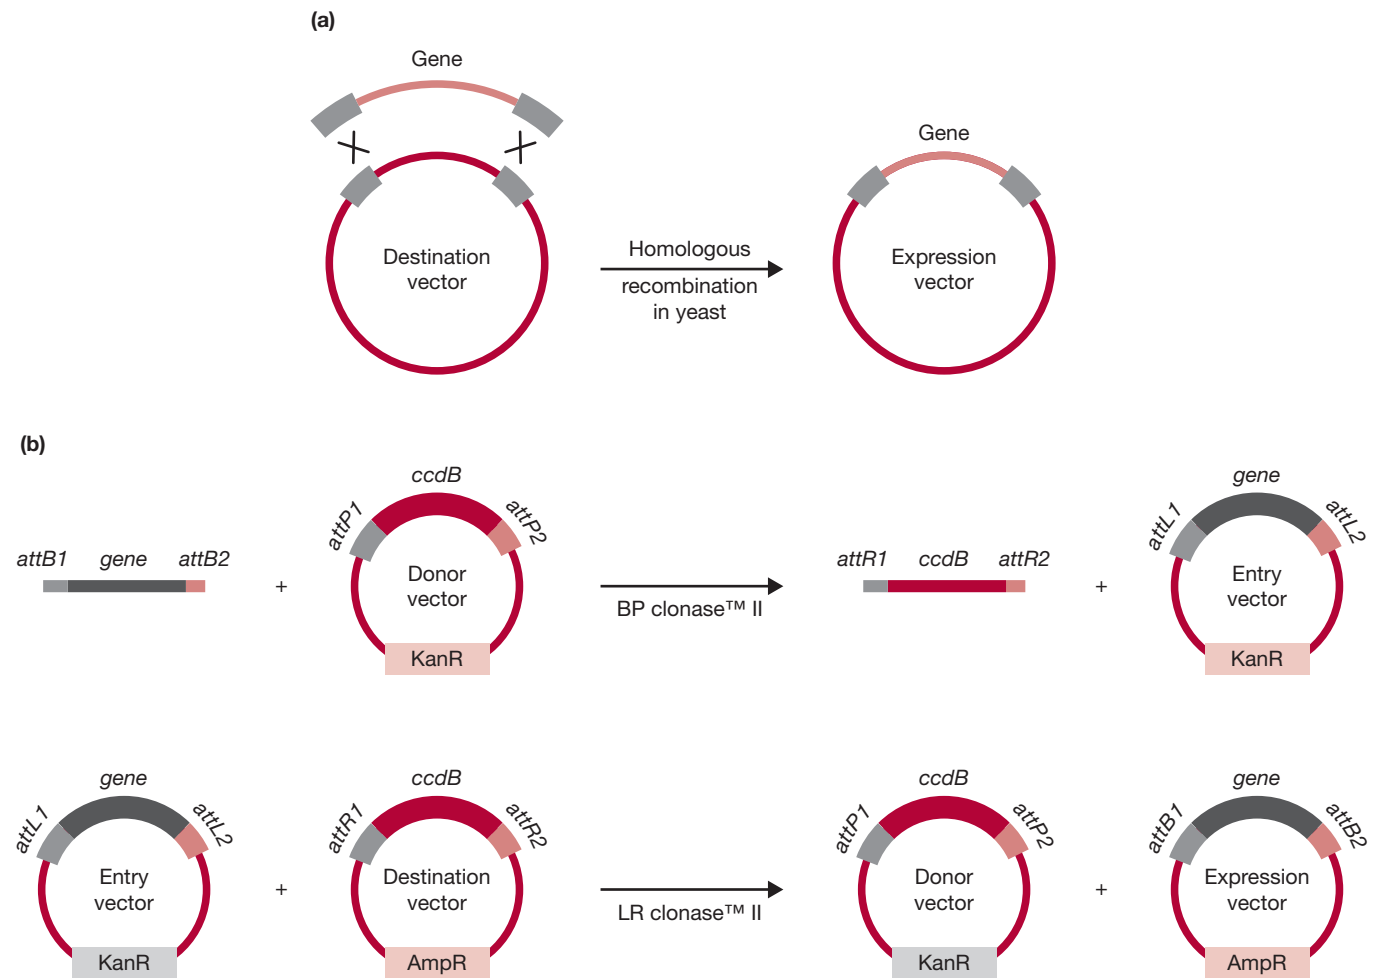 (a)
Gene
Destination
vector
Homologous
recombination
in yeast
Gene
Expression
vector
(b)
attB1 gene attB2
+
ccdB
attP1
attP2
Donor
vector
KanR
BP clonase™ II
attR1 ccdB attR2
+
gene
attL1
attL2
Entry
vector
KanR
gene
attL1
attL2
Entry
vector
KanR
+
ccdB
attR1
attR2
Destination
vector
AmpR
LR clonase™ II
ccdB
attP1
attP2
Donor
vector
KanR
+
gene
attB1
attB2
Expression
vector
AmpR